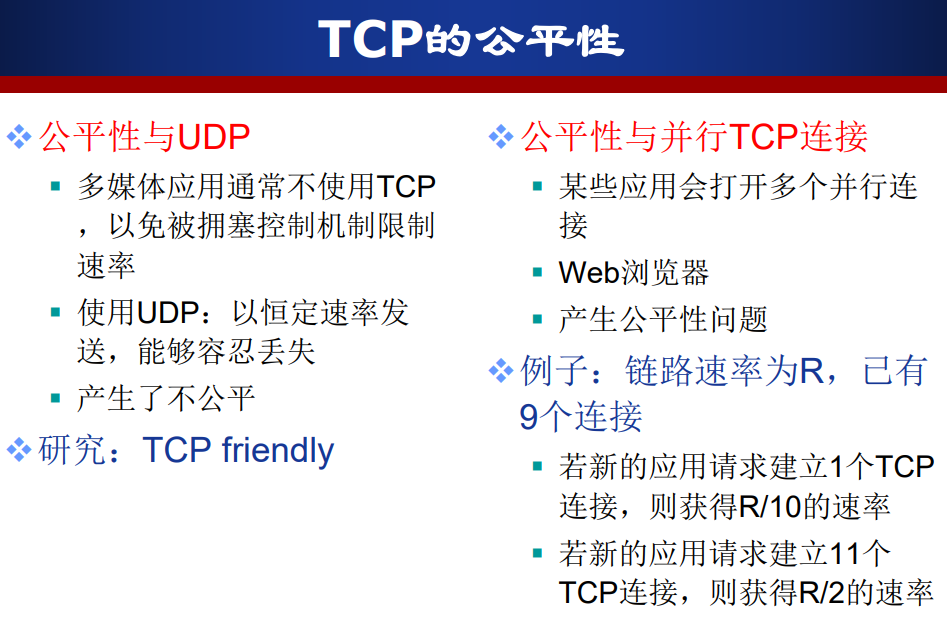 TCP的公平性
公平性与UDP
多媒体应用通常不使用TCP
，以免被拥塞控制机制限制
速率
使用UDP：以恒定速率发
送，能够容忍丢失
产生了不公平
研究：TCP friendly
公平性与并行TCP连接
某些应用会打开多个并行连
接
Web浏览器
产生公平性问题
例子：链路速率为R，已有
9个连接
若新的应用请求建立1个TCP
连接，则获得R/10的速率
若新的应用请求建立11个
TCP连接，则获得R/2的速率